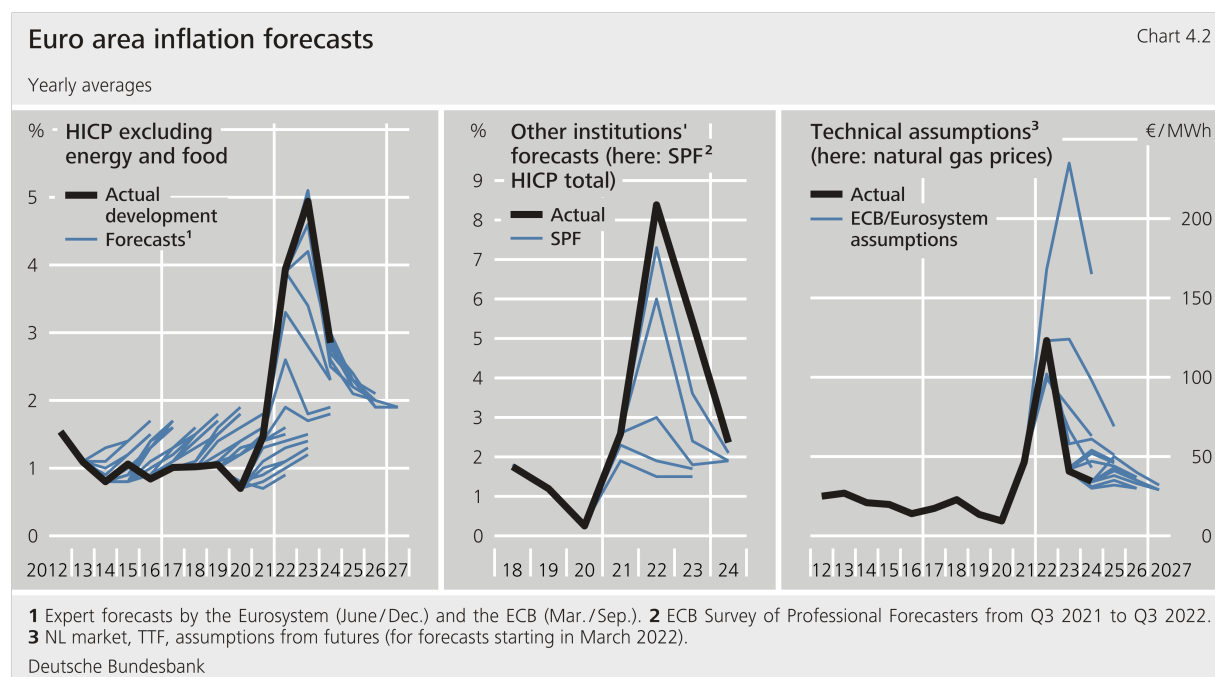 Euro area inflation forecasts
Chart 4.2
Yearly averages
% HICP excluding
energy and food
Actual
development
Forecasts¹
5
4
3
2
1
0
2012 13 14 15 16 17 18 19 20 21 22 23 24 25 26 27
% Other institutions'
forecasts (here: SPF²
HICP total)
Actual
SPF
9
8
7
6
5
4
3
2
1
0
18 19 20 21 22 23 24
Technical assumptions³
(here: natural gas prices)
€/MWh
Actual
ECB/Eurosystem
assumptions
200
150
100
50
0
12 13 14 15 16 17 18 19 20 21 22 23 24 25 26 2027
1 Expert forecasts by the Eurosystem (June/Dec.) and the ECB (Mar./Sep.). 2 ECB Survey of Professional Forecasters from Q3 2021 to Q3 2022.
3 NL market, TTF, assumptions from futures (for forecasts starting in March 2022).
Deutsche Bundesbank